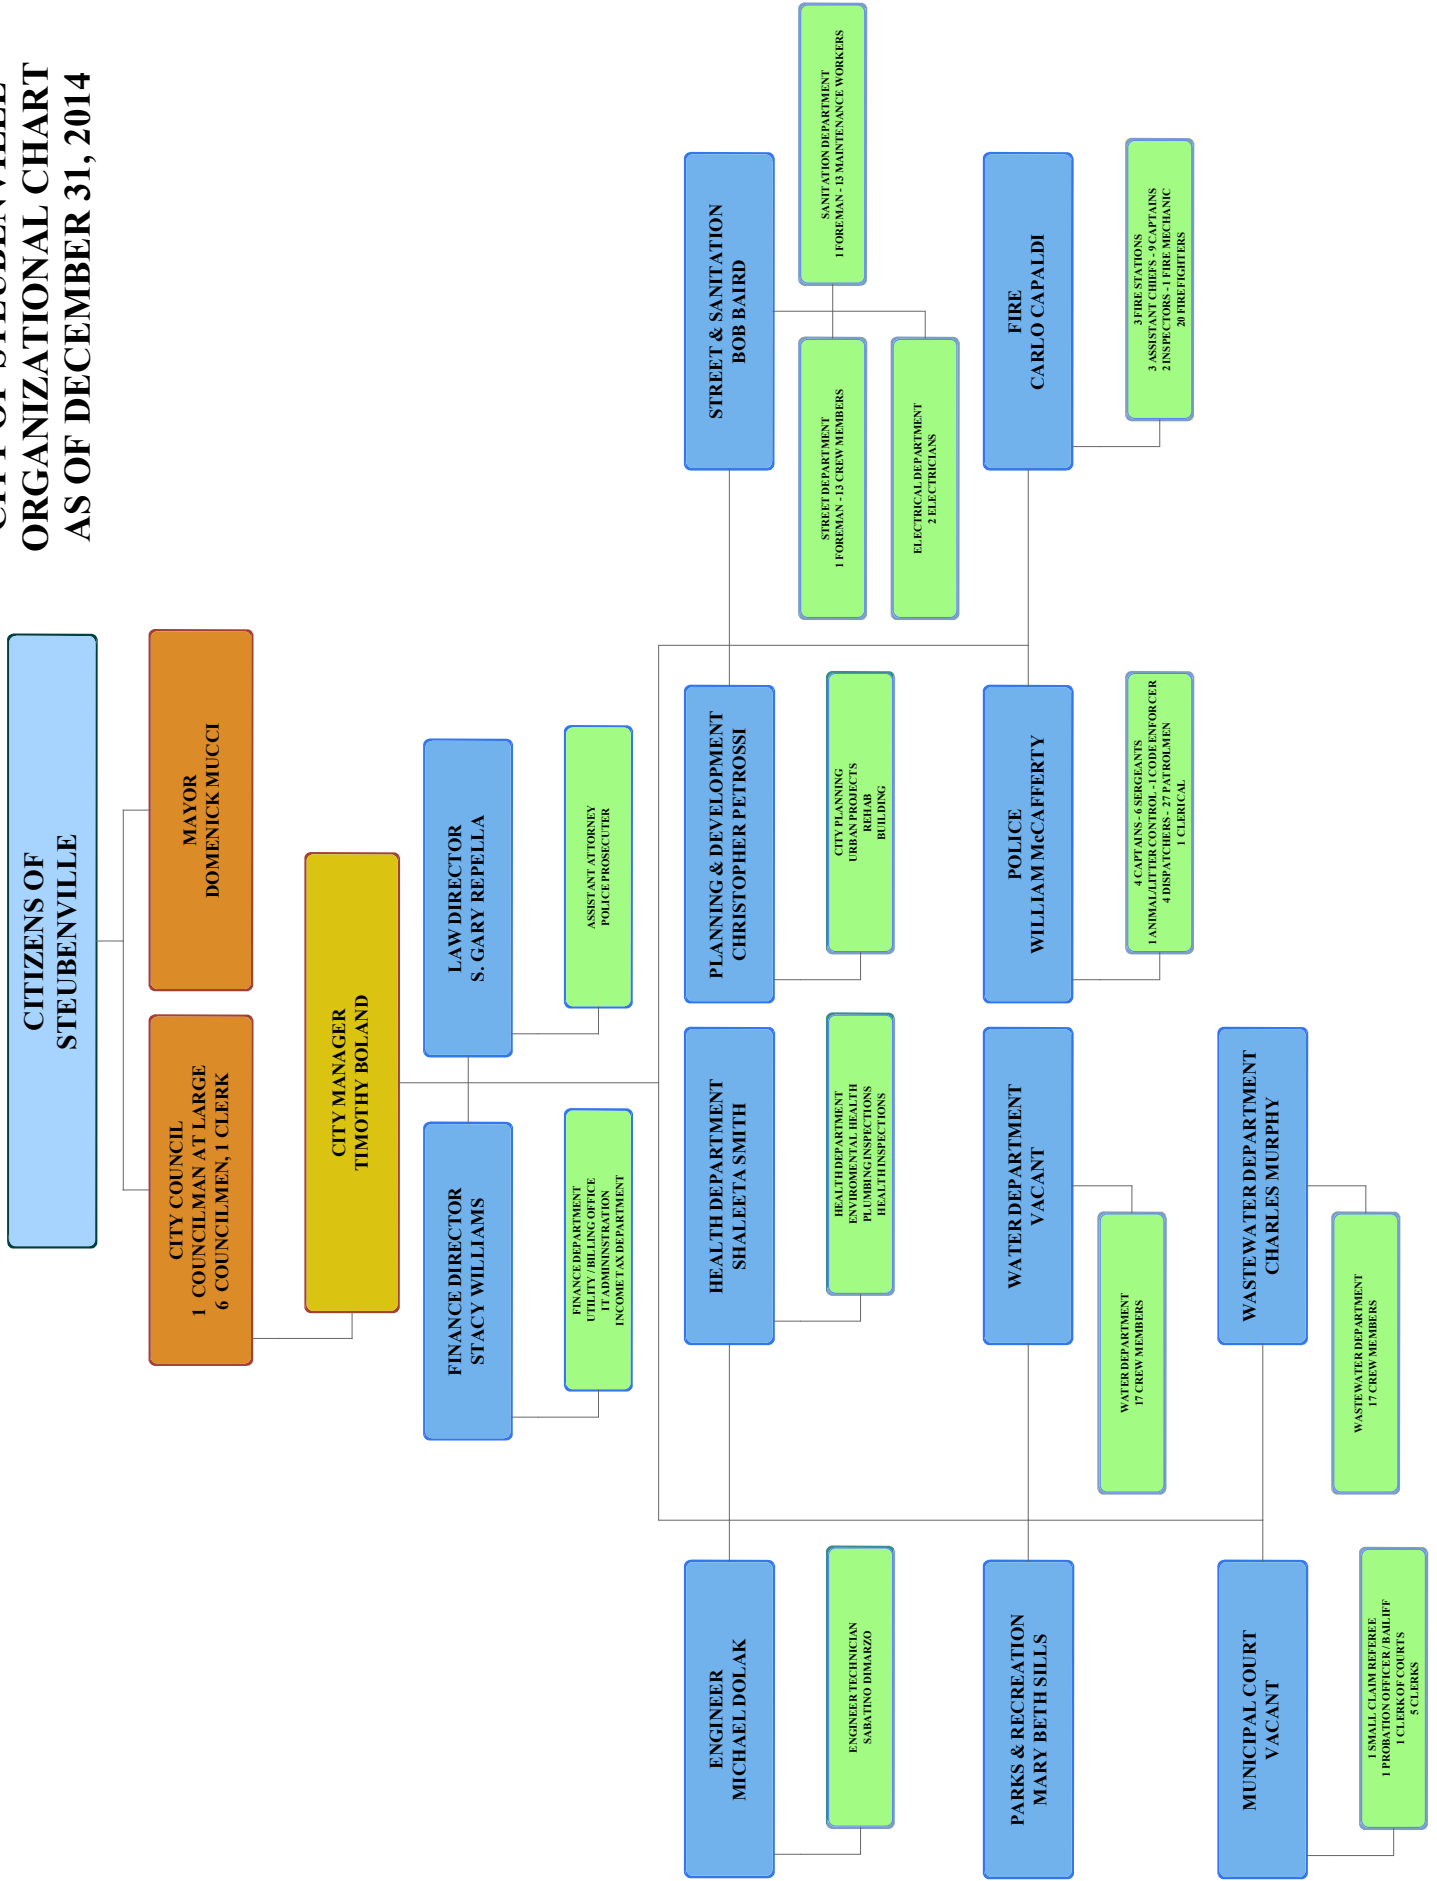 CITY OF STEUBENVILLE
ORGANIZATIONAL CHART
AS OF DECEMBER 31, 2014
CITIZENS OF
STEUBENVILLE
CITY COUNCIL
1 COUNCILMAN AT LARGE
6 COUNCILMEN, 1 CLERK
MAYOR
DOMENICK MUCCI
CITY MANAGER
TIMOTHY BOLAND
FINANCE DIRECTOR
STACY WILLIAMS
LAW DIRECTOR
S. GARY REPELLA
FINANCE DEPARTMENT
UTILITY / BILLING OFFICE
IT ADMININSTRATION
INCOME TAX DEPARTMENT
ASSISTANT ATTORNEY
POLICE PROSECUTER
ENGINEER
MICHAEL DOLAK
HEALTH DEPARTMENT
SHALEETA SMITH
PLANNING & DEVELOPMENT
CHRISTOPHER PETROSSI
STREET & SANITATION
BOB BAIRD
ENGINEER TECHNICIAN
SABATINO DIMARZO
HEALTH DEPARTMENT
ENVIROMENTAL HEALTH
PLUMBING INSPECTIONS
HEALTH INSPECTIONS
CITY PLANNING
URBAN PROJECTS
REHAB
BUILDING
STREET DEPARTMENT
1 FOREMAN - 13 CREW MEMBERS
SANITATION DEPARTMENT
1 FOREMAN - 13 MAINTENANCE WORKERS
ELECTRICAL DEPARTMENT
2 ELECTRICIANS
PARKS & RECREATION
MARY BETH SILLS
WATER DEPARTMENT
VACANT
POLICE
WILLIAM McCAFFERTY
FIRE
CARLO CAPALDI
WATER DEPARTMENT
17 CREW MEMBERS
4 CAPTAINS - 6 SERGEANTS
1 ANIMAL/LITTER CONTROL - 1 CODE ENFORCER
4 DISPATCHERS - 27 PATROLMEN
1 CLERICAL
3 FIRE STATIONS
3 ASSISTANT CHIEFS - 9 CAPTAINS
2 INSPECTORS - 1 FIRE MECHANIC
20 FIREFIGHTERS
MUNICIPAL COURT
VACANT
WASTEWATER DEPARTMENT
CHARLES MURPHY
1 SMALL CLAIM REFEREE
1 PROBATION OFFICER / BAILIFF
1 CLERK OF COURTS
5 CLERKS
WASTEWATER DEPARTMENT
17 CREW MEMBERS